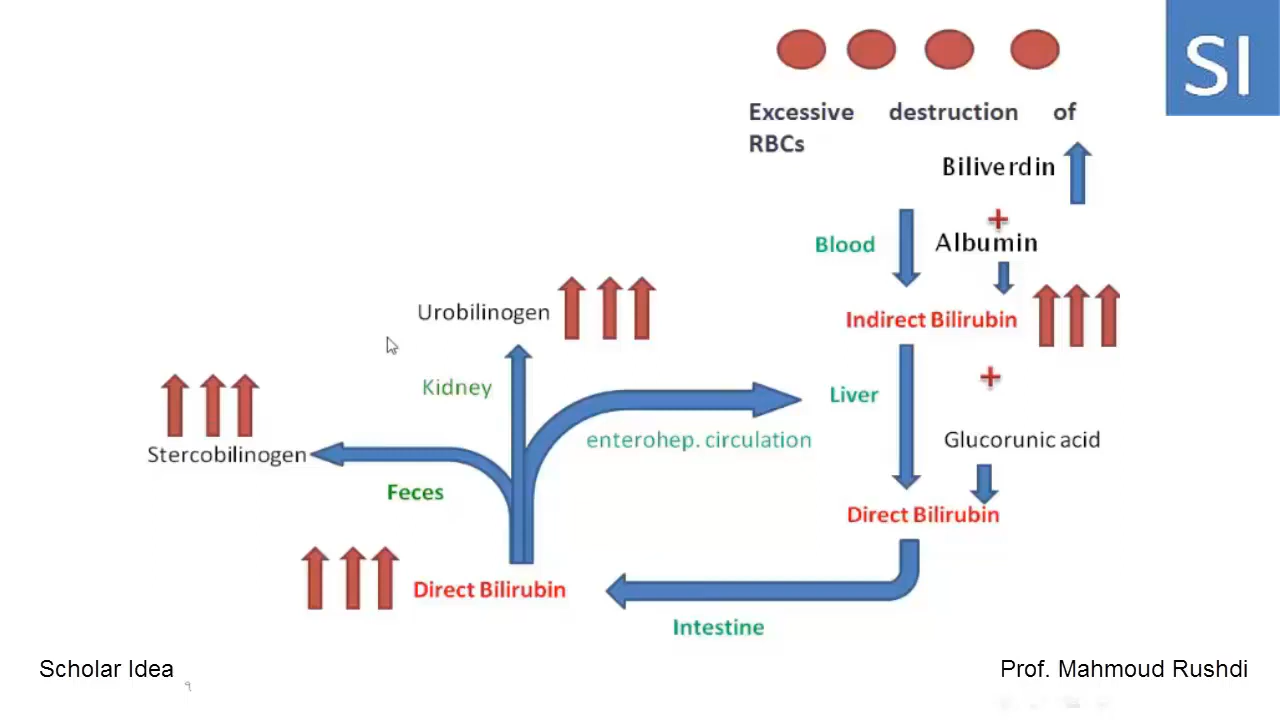 SI
Excessive destruction of
RBCs
Biliverdin
+
Blood
Albumin
Indirect Bilirubin
+
Liver
Glucorunic acid
Direct Bilirubin
Intestine
Direct Bilirubin
enterohep. circulation
Kidney
Urobilinogen
Feces
Stercobilinogen
Scholar Idea
٩
Prof. Mahmoud Rushdi